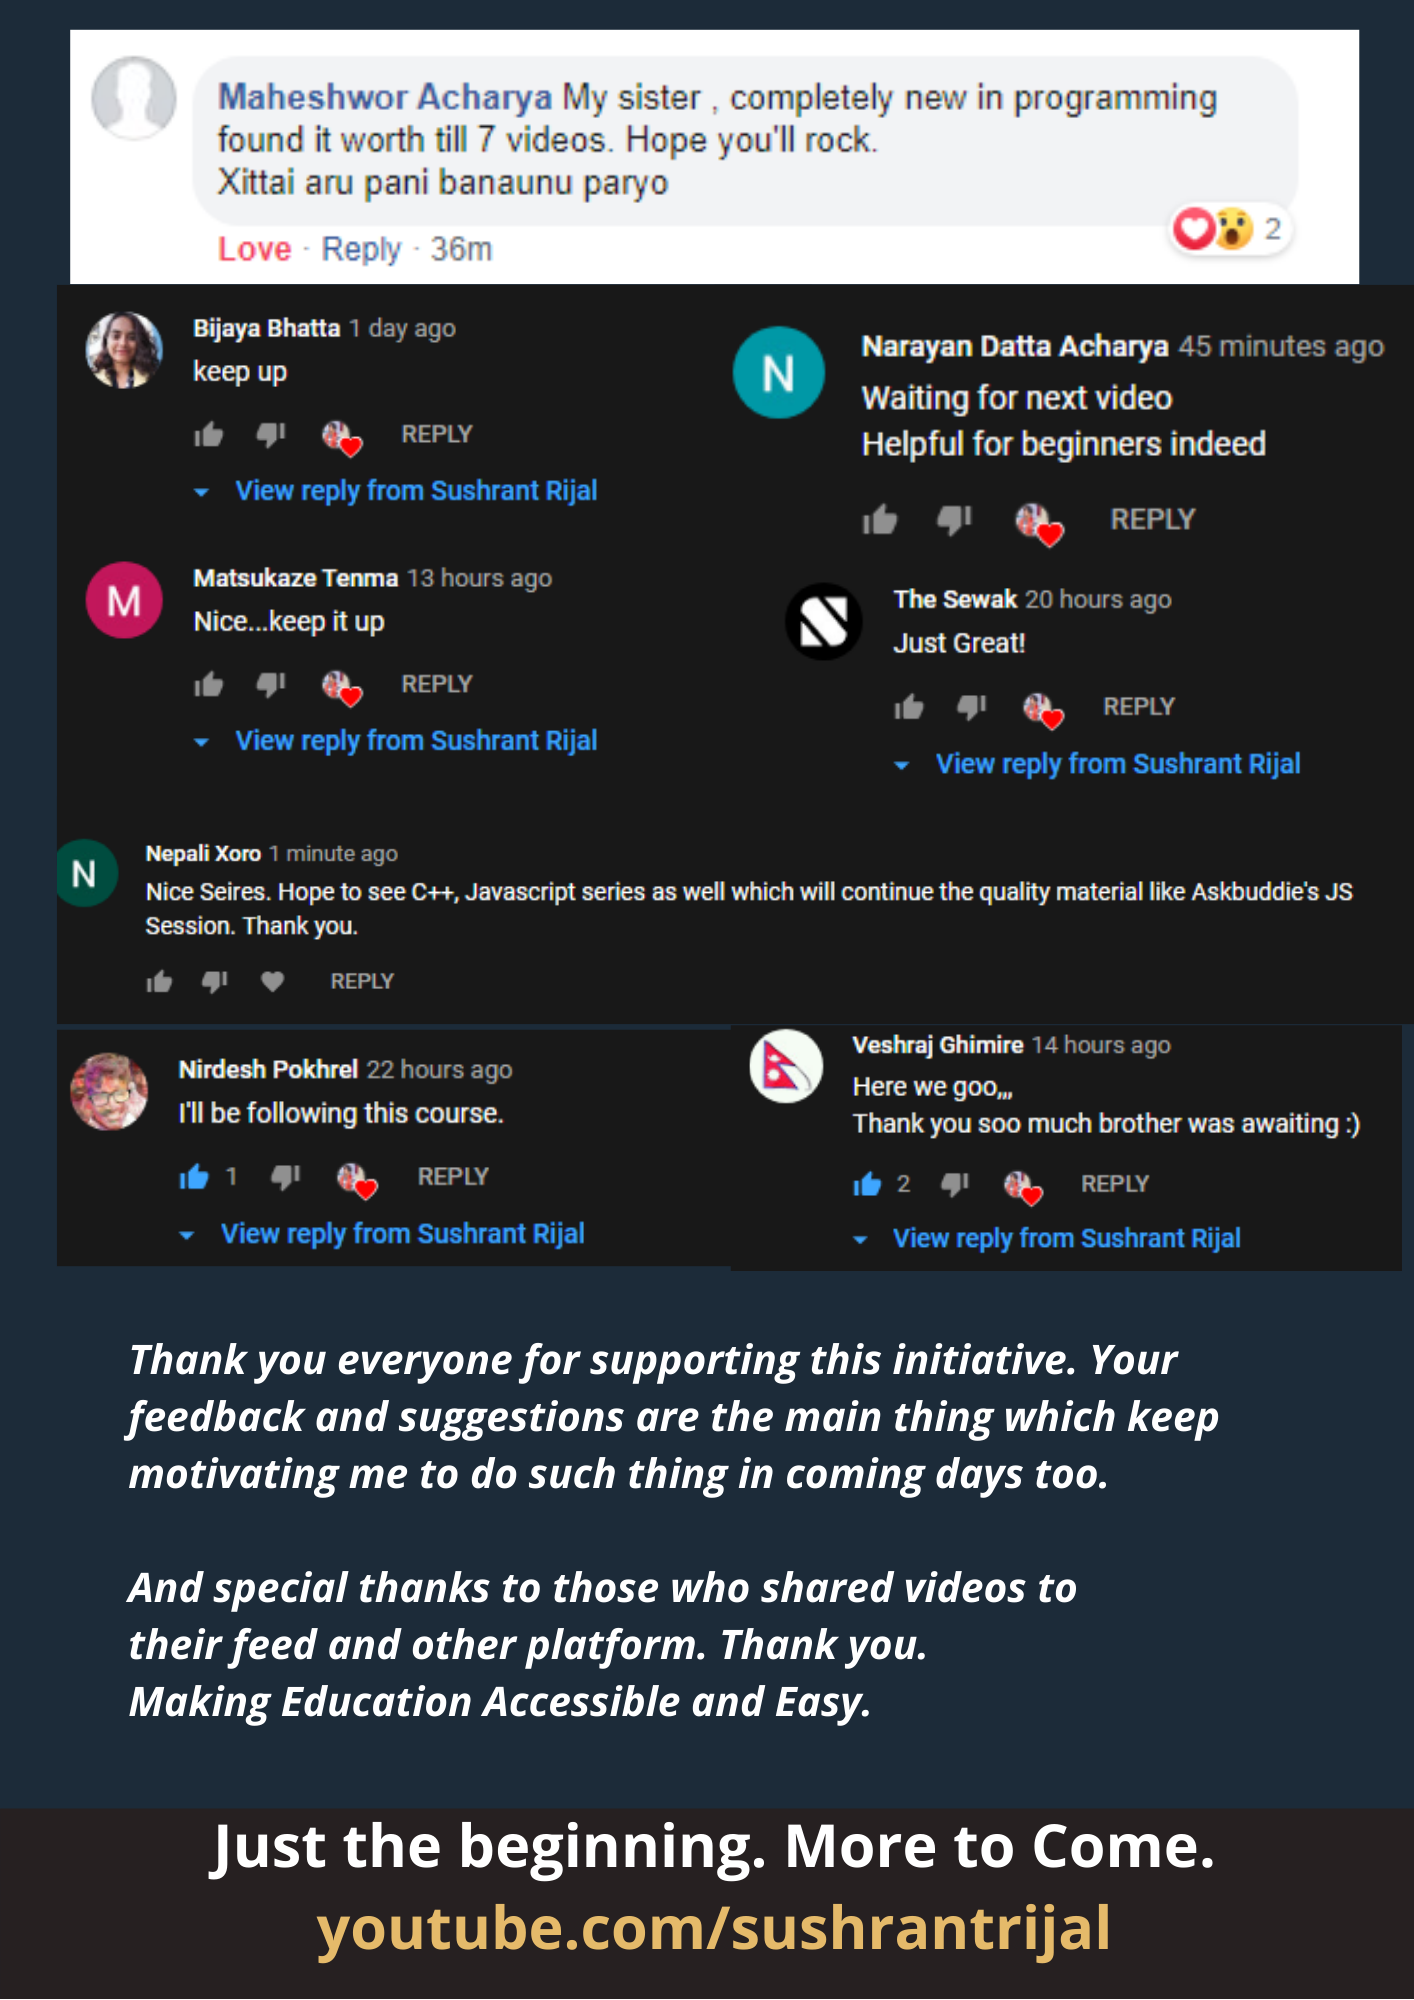 Maheshwor Acharya My sister , completely new in programming
found it worth till 7 videos. Hope you'll rock.
Xittai aru pani banaunu paryo
2
Love · Reply · 36m
Bijaya Bhatta 1 day ago
keep up
REPLY
View reply from Sushrant Rijal
N
Narayan Datta Acharya 45 minutes ago
Waiting for next video
Helpful for beginners indeed
REPLY
M
Matsukaze Tenma 13 hours ago
Nice...keep it up
REPLY
View reply from Sushrant Rijal
The Sewak 20 hours ago
Just Great!
REPLY
View reply from Sushrant Rijal
N
Nepali Xoro 1 minute ago
Nice Seires. Hope to see C++, Javascript series as well which will continue the quality material like Askbuddie's JS
Session. Thank you.
REPLY
Nirdesh Pokhrel 22 hours ago
I'll be following this course.
1 REPLY
View reply from Sushrant Rijal
Veshraj Ghimire 14 hours ago
Here we goo,,,
Thank you soo much brother was awaiting :)
2 REPLY
View reply from Sushrant Rijal
Thank you everyone for supporting this initiative. Your
feedback and suggestions are the main thing which keep
motivating me to do such thing in coming days too.
And special thanks to those who shared videos to
their feed and other platform. Thank you.
Making Education Accessible and Easy.
Just the beginning. More to Come.
youtube.com/sushrantrijal